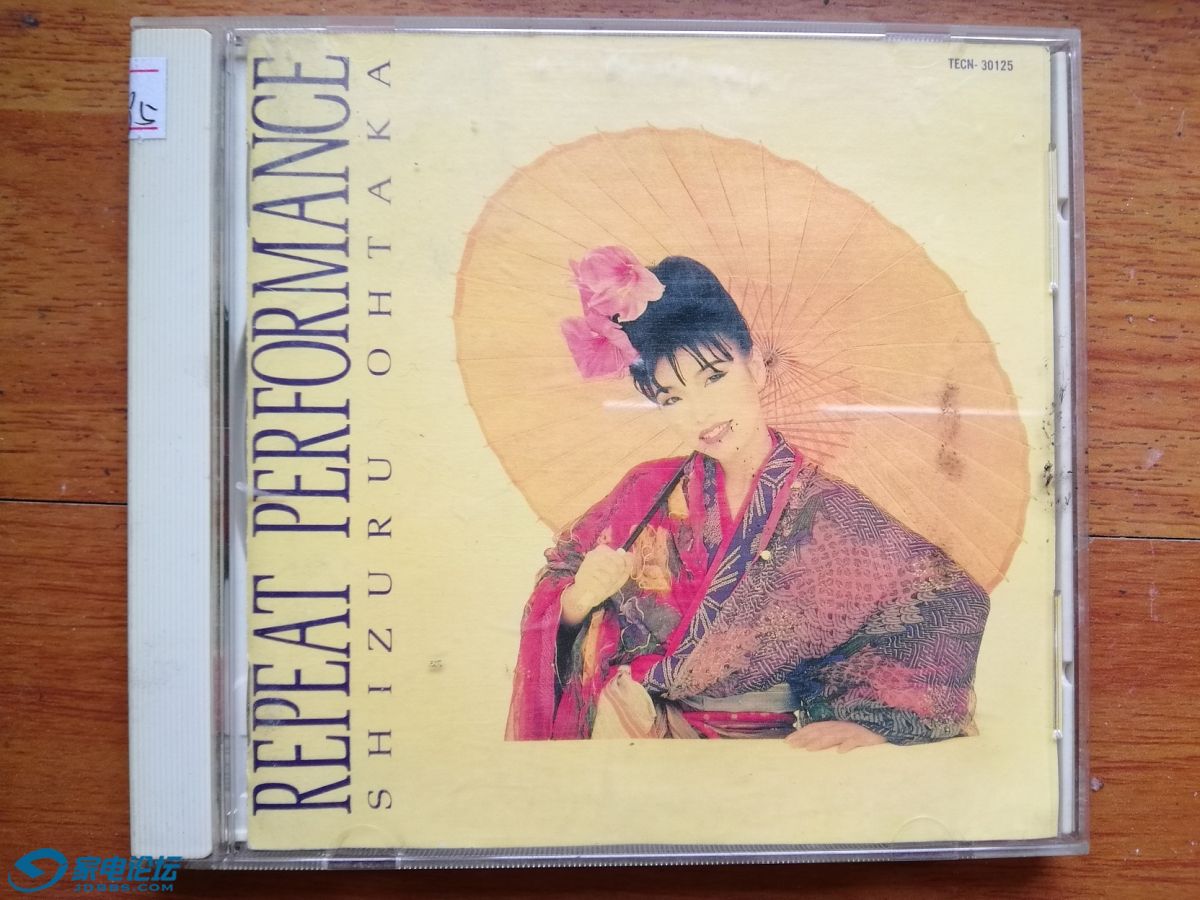 TECN- 30125
REPEAT PERFORMANCE
SHIZURU OHTAKA
家电论坛
JDBBS.COM